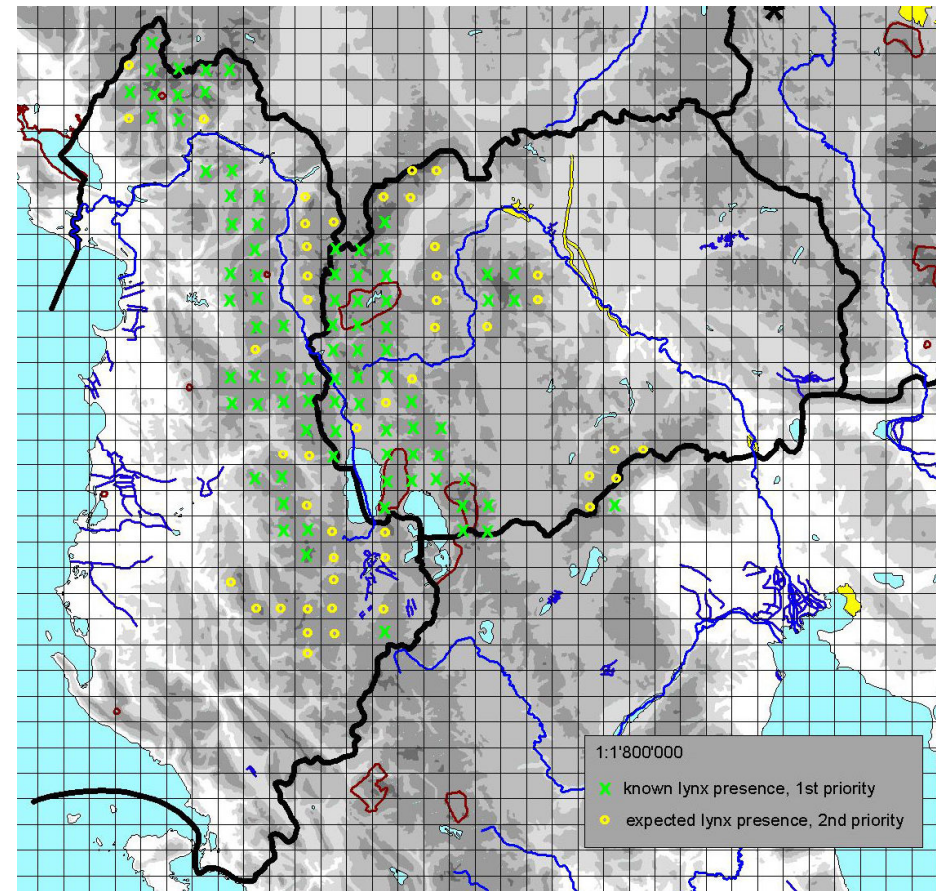 1:1'800'000
known lynx presence, 1st priority
expected lynx presence, 2nd priority